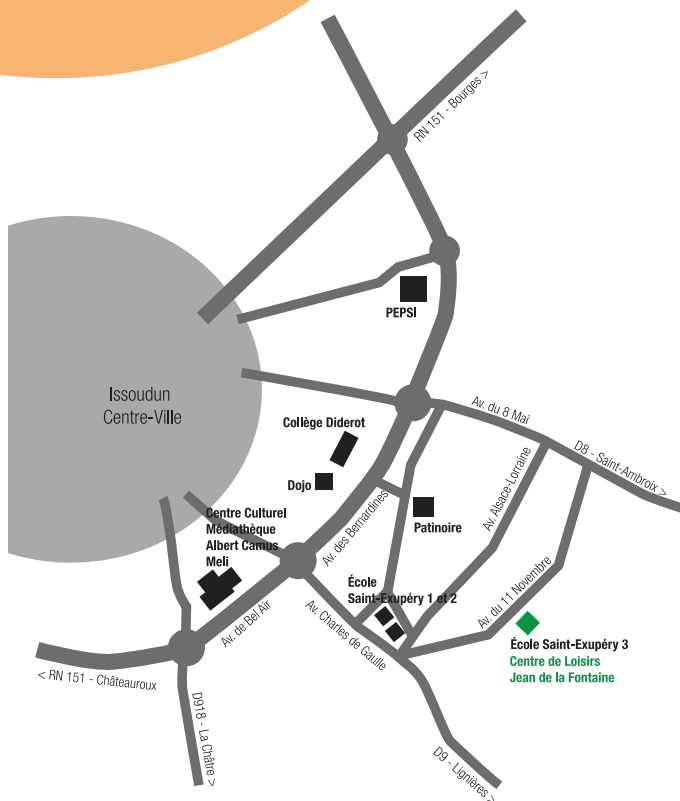 RN 151 - Bourges >
PEPSI
Issoudun
Centre-Ville
Av. du 8 Mai
Collège Diderot
D8 - Saint-Ambroix >
Dojo
Av. des Bernardines
Av. Alsace-Lorraine
Centre Culturel
Médiathèque
Albert Camus
Meli
Patinoire
École
Saint-Exupéry 1 et 2
Av. du 11 Novembre
Av. de Bel Air
Av. Charles de Gaulle
École Saint-Exupéry 3
Centre de Loisirs
Jean de la Fontaine
< RN 151 - Châteauroux
D918 - La Châtre >
D9 - Lignières >